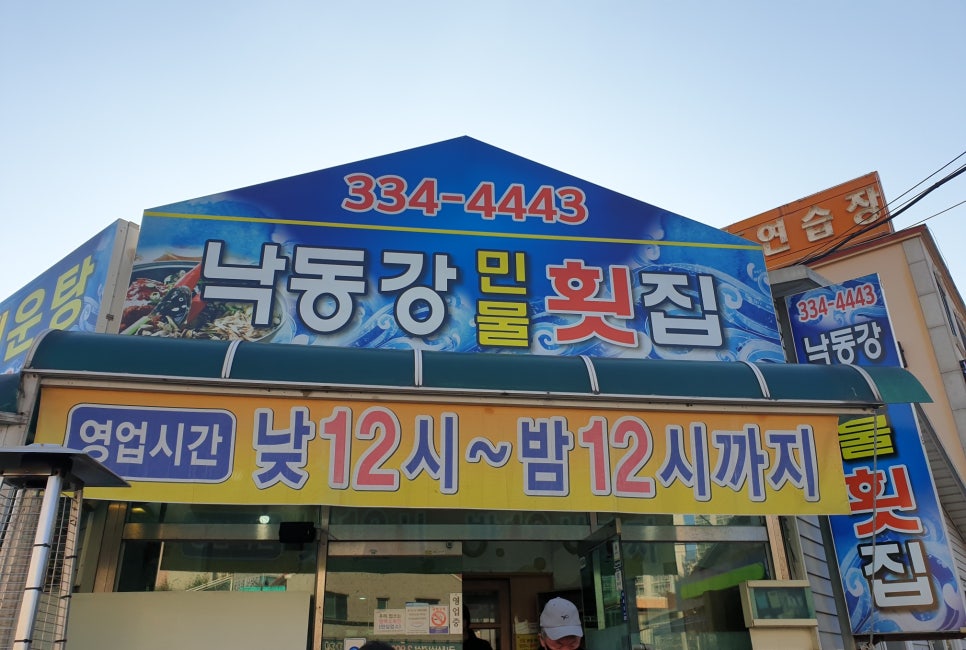 334-4443
낙동강 민물 횟집
영업시간 낮12시~밤12시까지
운탕
연습장
334-4443
낙동강
물
횟
집
영업중